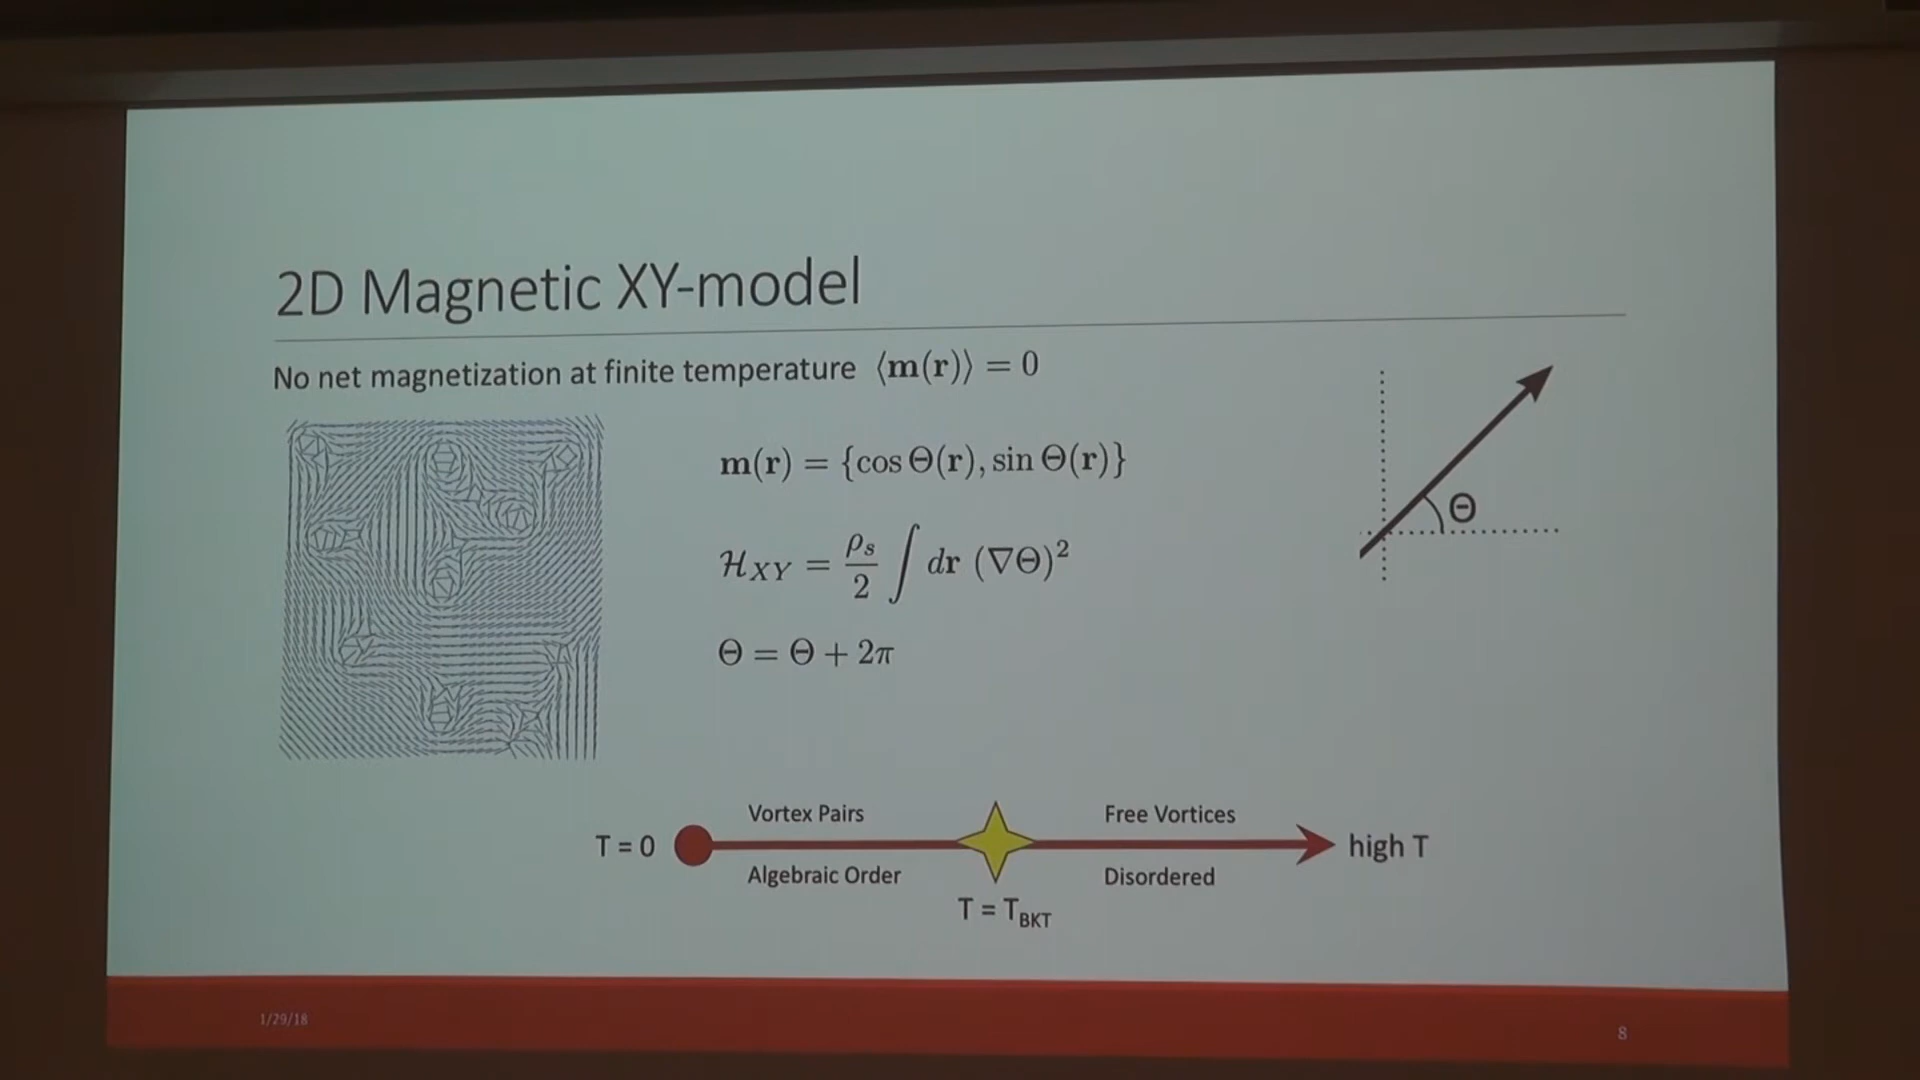 2D Magnetic XY-model
No net magnetization at finite temperature ⟨m(r)⟩ = 0
m(r) = {cos Θ(r), sin Θ(r)}
Θ
ℋ_XY = ρ_s/2 ∫ dr (∇Θ)²
Θ = Θ + 2π
Vortex Pairs Free Vortices
T = 0 high T
Algebraic Order Disordered
T = T_BKT
1/29/18 8